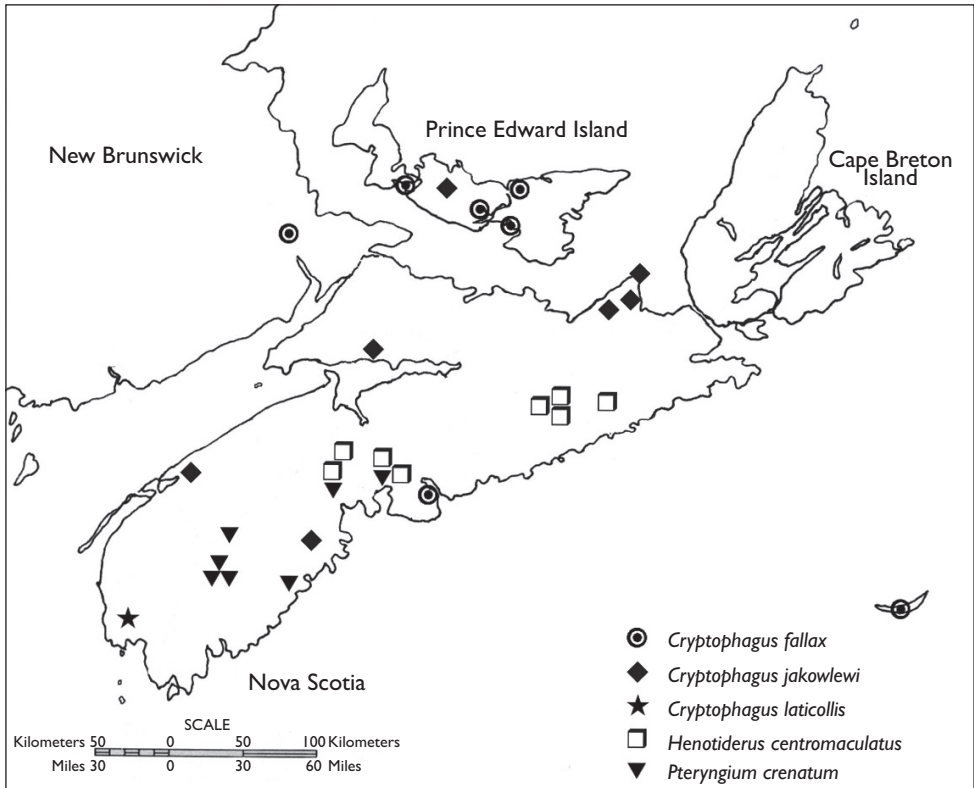 Prince Edward Island
New Brunswick
Cape Breton
Island
Nova Scotia
SCALE
Kilometers 50 0 50 100 Kilometers
Miles 30 0 30 60 Miles
Cryptophagus fallax
Cryptophagus jakowlewi
Cryptophagus laticollis
Henotiderus centromaculatus
Pteryngium crenatum